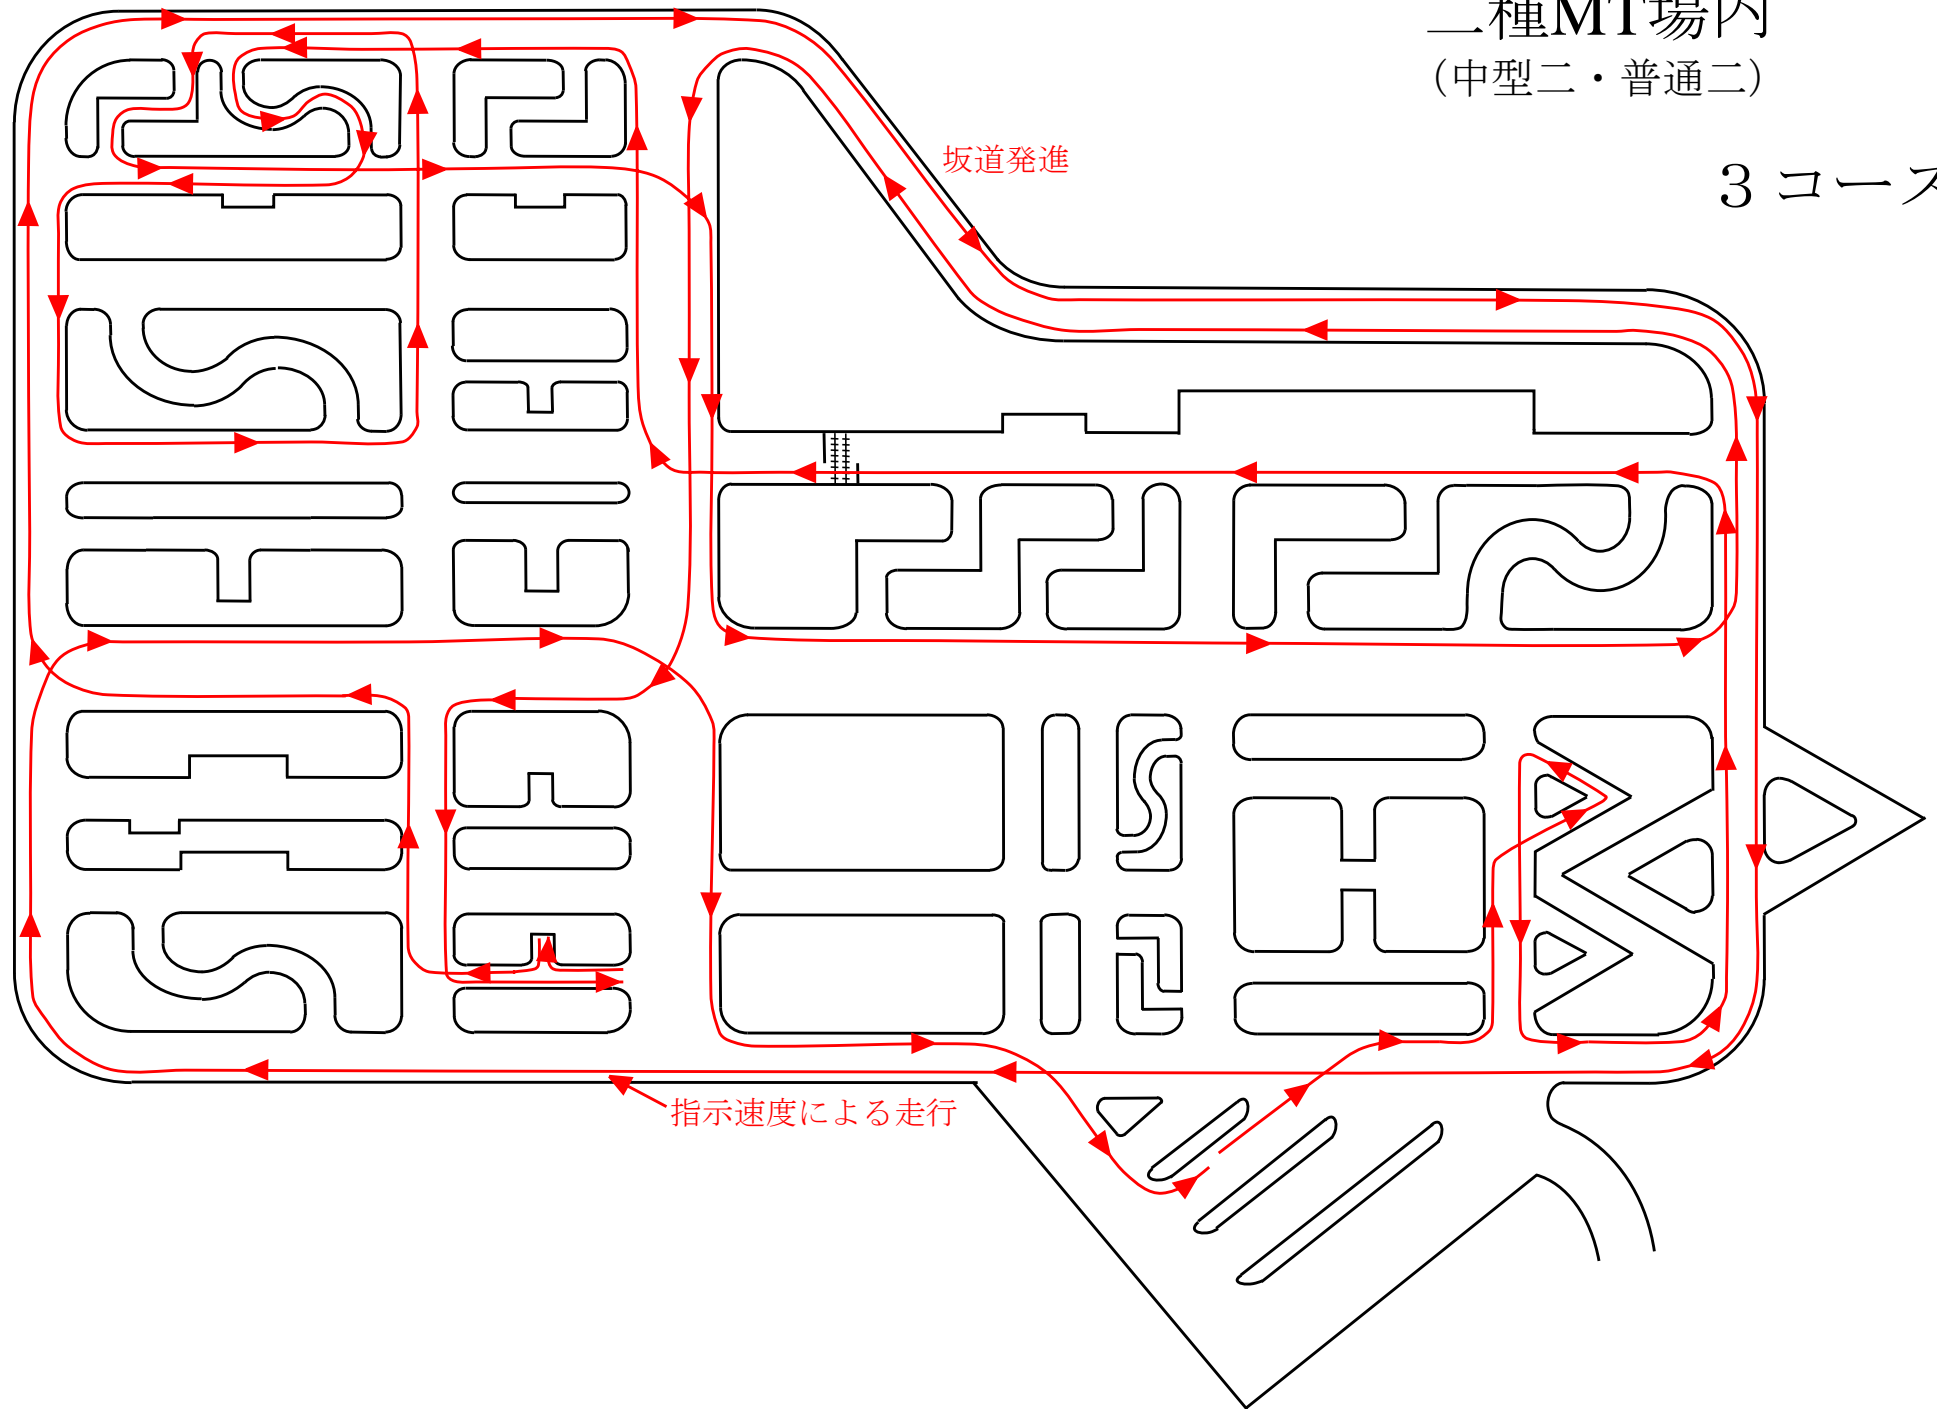 二種MT場内
（中型二・普通二）
坂道発進
3 コース
指示速度による走行